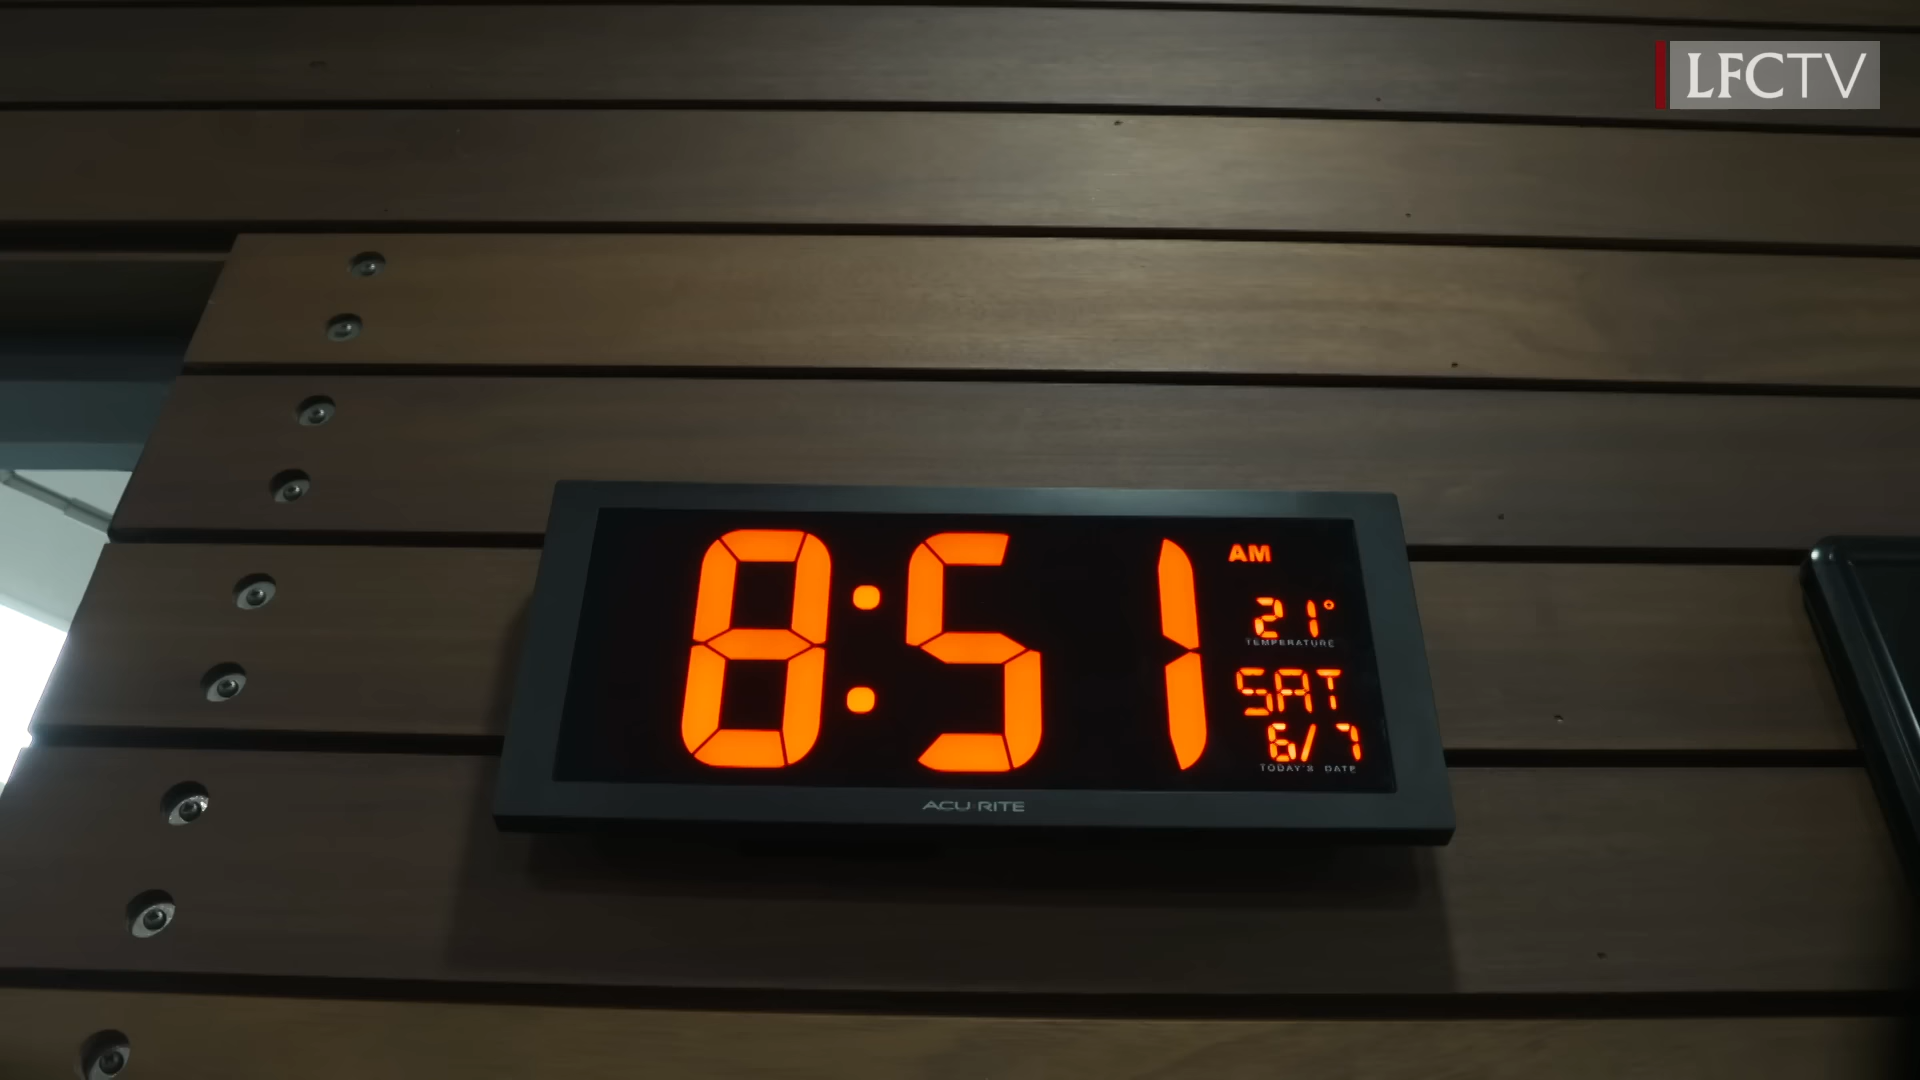 LFCTV
8:51 AM
21°
TEMPERATURE
SAT
6/7
TODAY'S DATE
ACU RITE